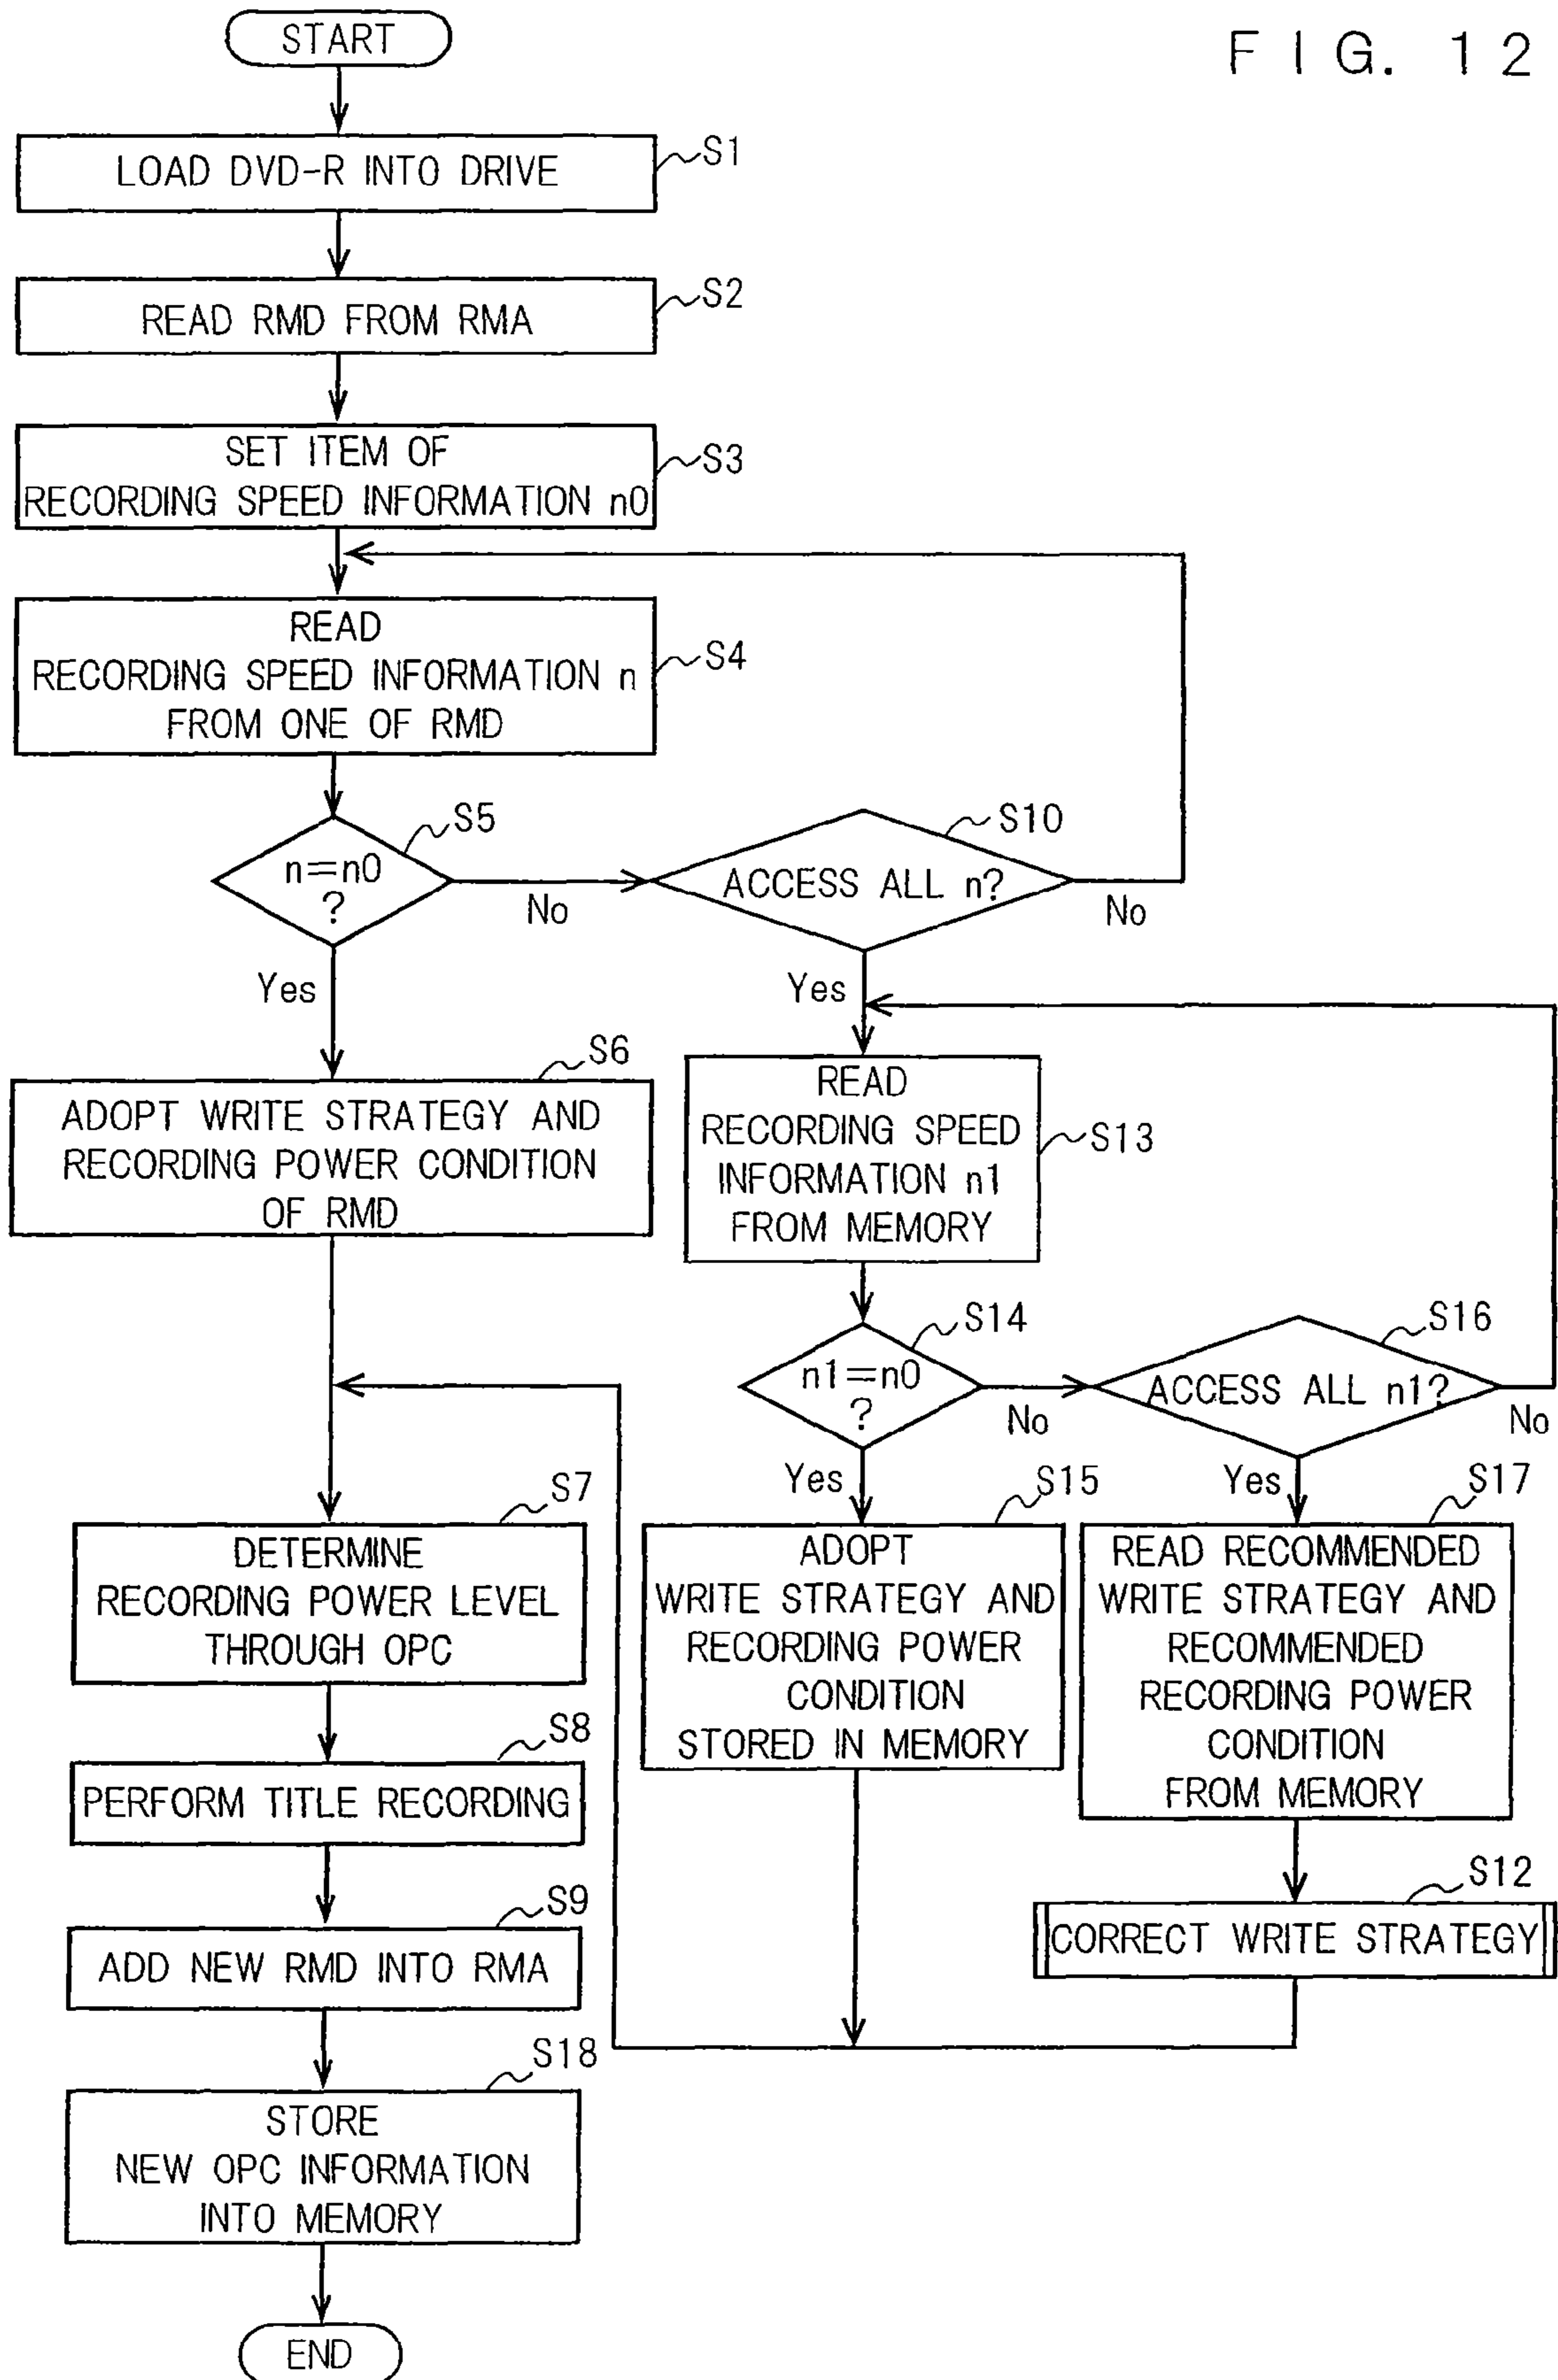 FIG. 12
START
LOAD DVD-R INTO DRIVE
S1
READ RMD FROM RMA
S2
SET ITEM OF
RECORDING SPEED INFORMATION n0
S3
READ
RECORDING SPEED INFORMATION n
FROM ONE OF RMD
S4
n=n0
?
S5
No
Yes
ACCESS ALL n?
S10
No
Yes
S6
ADOPT WRITE STRATEGY AND
RECORDING POWER CONDITION
OF RMD
READ
RECORDING SPEED
INFORMATION n1
FROM MEMORY
S13
n1=n0
?
S14
No
Yes
ACCESS ALL n1?
S16
No
Yes
S7
DETERMINE
RECORDING POWER LEVEL
THROUGH OPC
S15
ADOPT
WRITE STRATEGY AND
RECORDING POWER
CONDITION
STORED IN MEMORY
S17
READ RECOMMENDED
WRITE STRATEGY AND
RECOMMENDED
RECORDING POWER
CONDITION
FROM MEMORY
S8
PERFORM TITLE RECORDING
S12
CORRECT WRITE STRATEGY
S9
ADD NEW RMD INTO RMA
S18
STORE
NEW OPC INFORMATION
INTO MEMORY
END